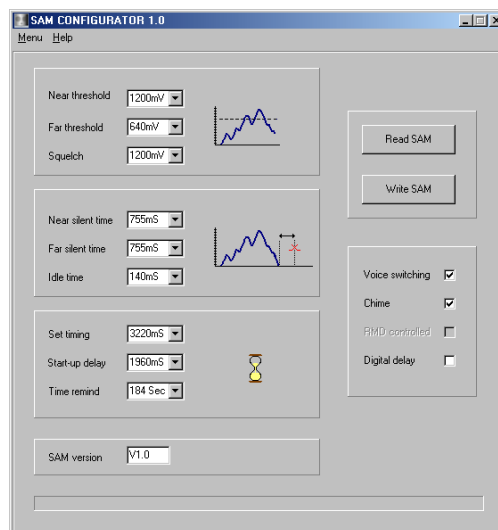 SAM CONFIGURATOR 1.0
Menu Help
Near threshold 1200mV
Far threshold 640mV
Squelch 1200mV
Read SAM
Write SAM
Near silent time 755mS
Far silent time 755mS
Idle time 140mS
Voice switching
Chime
RMD controlled
Digital delay
Set timing 3220mS
Start-up delay 1960mS
Time remind 184 Sec
SAM version V1.0